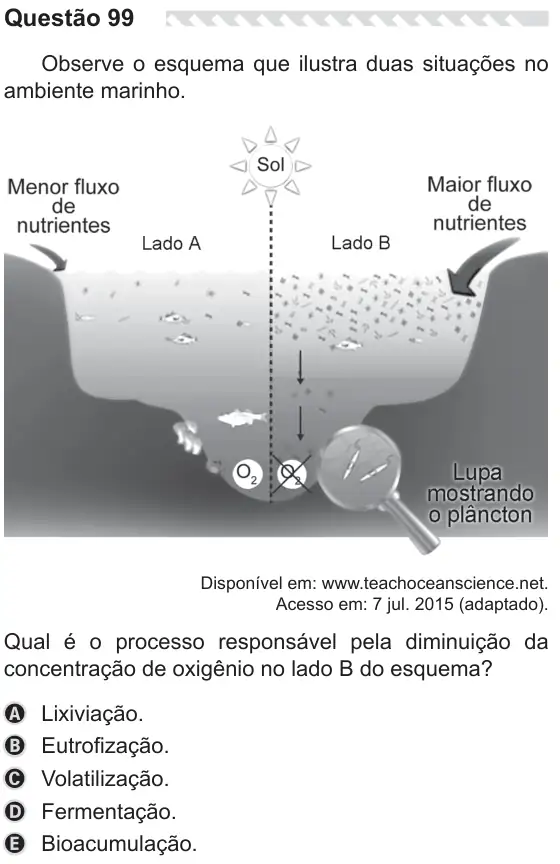 Questão 99
Observe o esquema que ilustra duas situações no
ambiente marinho.
Sol
Menor fluxo
de
nutrientes
Maior fluxo
de
nutrientes
Lado A
Lado B
O2
O2
Lupa
mostrando
o plâncton
Disponível em: www.teachoceanscience.net.
Acesso em: 7 jul. 2015 (adaptado).
Qual é o processo responsável pela diminuição da
concentração de oxigênio no lado B do esquema?
A Lixiviação.
B Eutrofização.
C Volatilização.
D Fermentação.
E Bioacumulação.